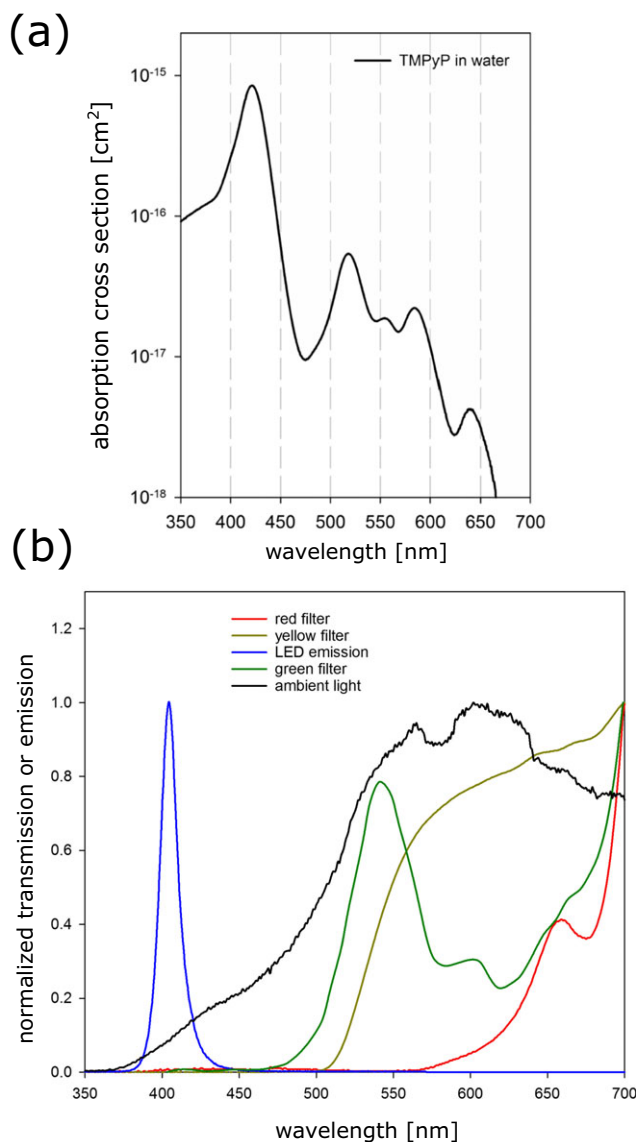 (a)
TMPyP in water
absorption cross section [cm²]
10⁻¹⁵
10⁻¹⁶
10⁻¹⁷
10⁻¹⁸
350 400 450 500 550 600 650 700
wavelength [nm]
(b)
red filter
yellow filter
LED emission
green filter
ambient light
normalized transmission or emission
1.2
1.0
0.8
0.6
0.4
0.2
0.0
350 400 450 500 550 600 650 700
wavelength [nm]